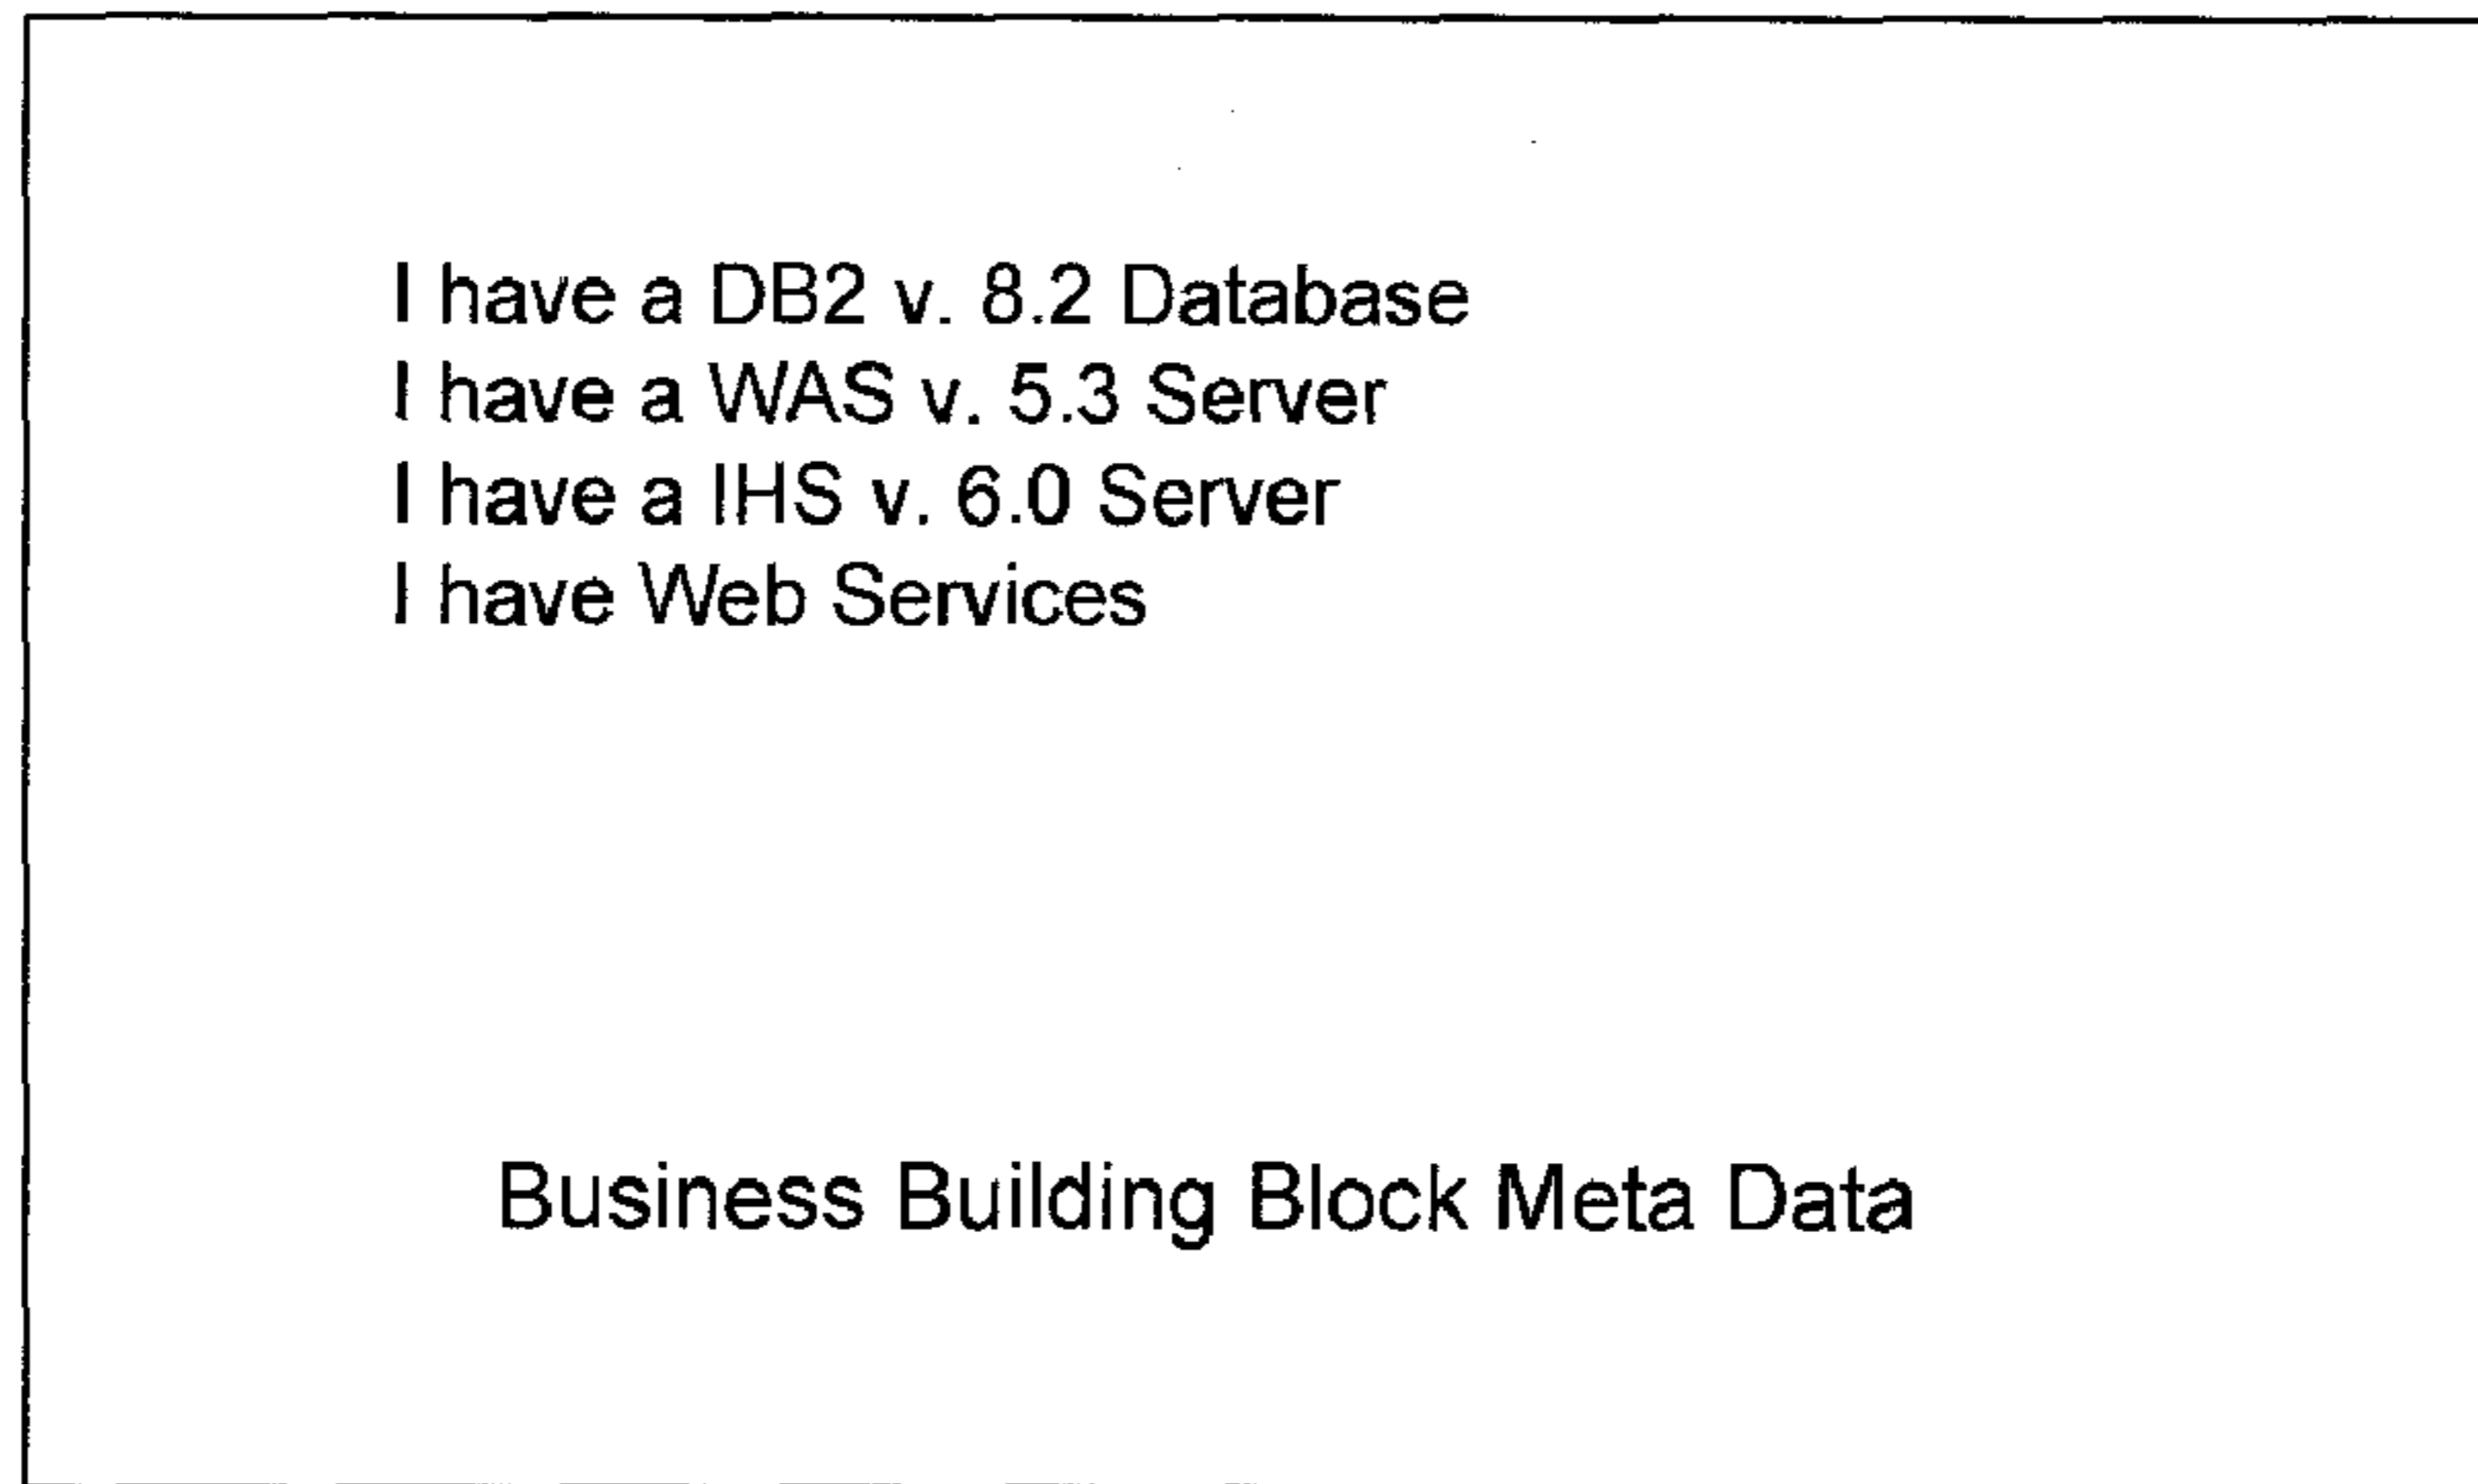 I have a DB2 v. 8.2 Database
I have a WAS v. 5.3 Server
I have a IHS v. 6.0 Server
I have Web Services
Business Building Block Meta Data